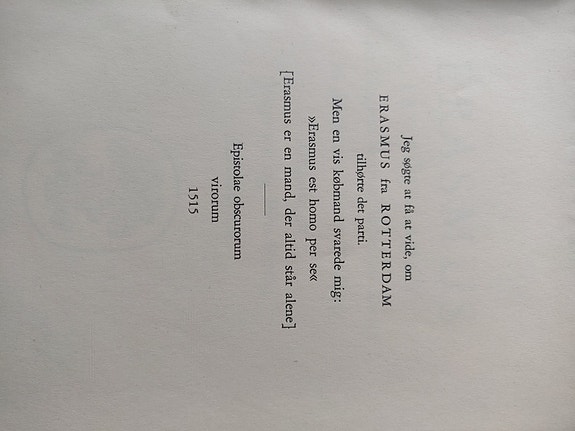 Jeg søgte at få at vide, om
ERASMUS fra ROTTERDAM
tilhørte det parti.
Men en vis købmand svarede mig:
»Erasmus est homo per se«
[Erasmus er en mand, der altid står alene]
Epistolae obscurorum
virorum
1515